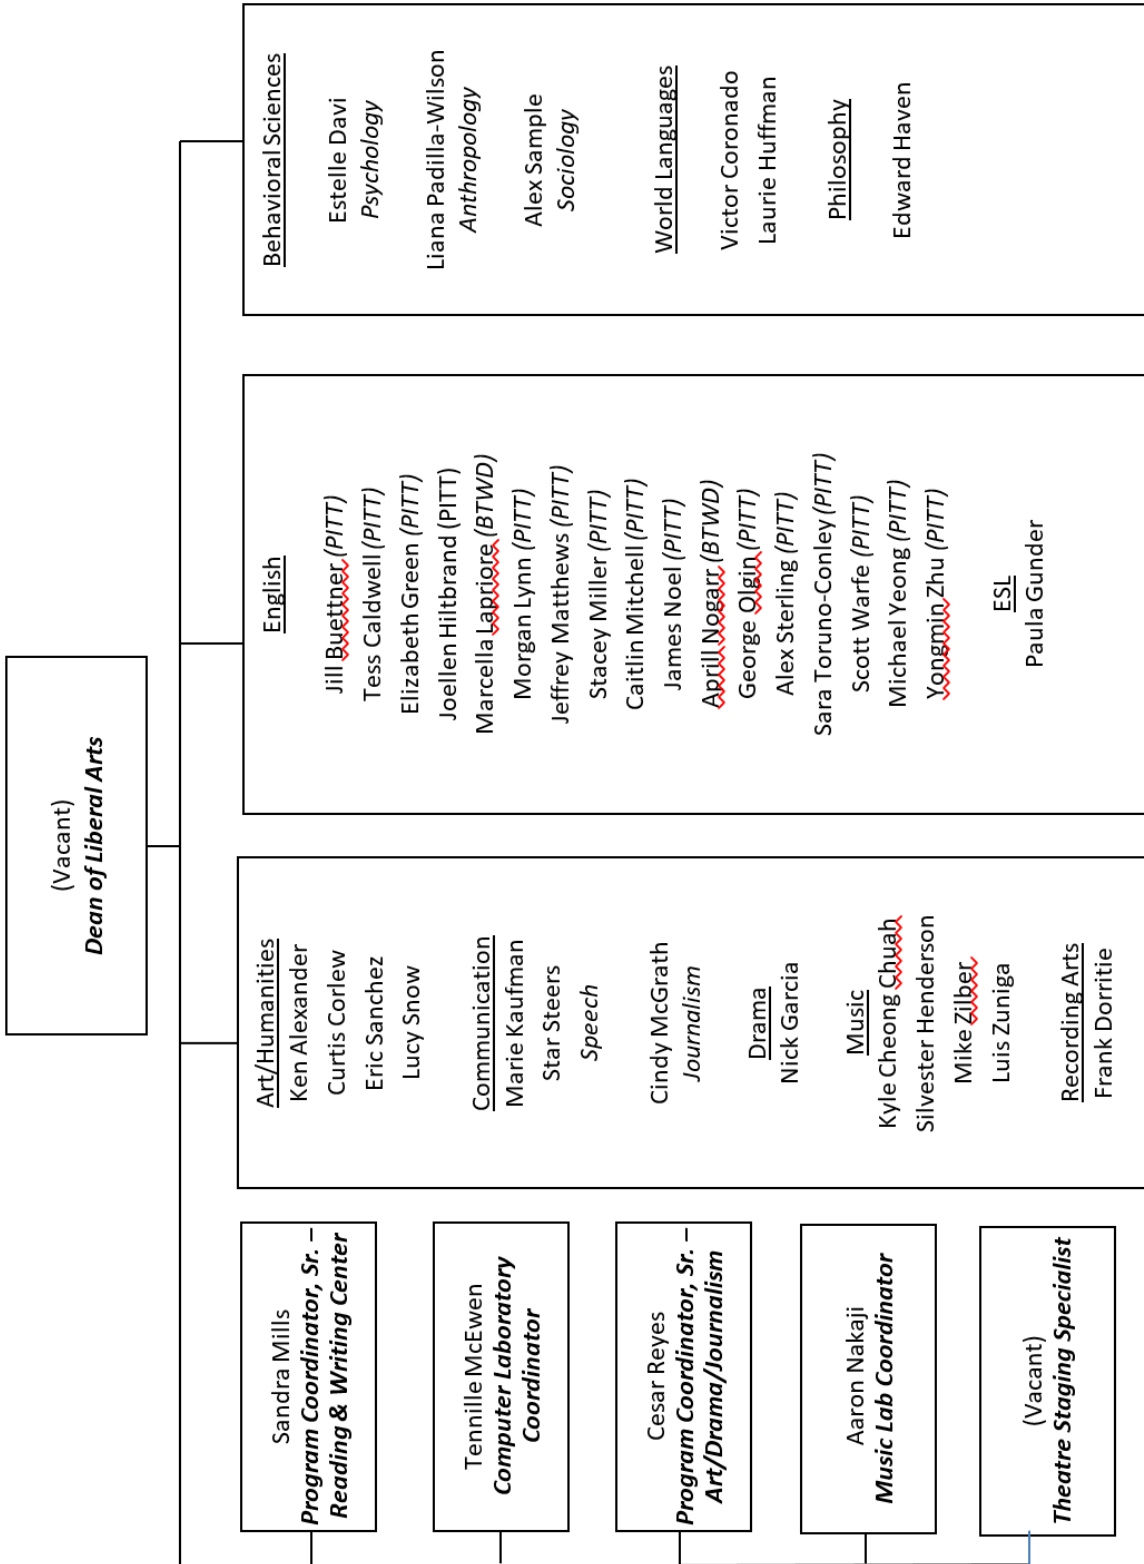 (Vacant)
Dean of Liberal Arts
Sandra Mills
Program Coordinator, Sr. –
Reading & Writing Center
Tennille McEwen
Computer Laboratory
Coordinator
Cesar Reyes
Program Coordinator, Sr. –
Art/Drama/Journalism
Aaron Nakaji
Music Lab Coordinator
(Vacant)
Theatre Staging Specialist
Art/Humanities
Ken Alexander
Curtis Corlew
Eric Sanchez
Lucy Snow
Communication
Marie Kaufman
Star Steers
Speech
Cindy McGrath
Journalism
Drama
Nick Garcia
Music
Kyle Cheong Chuah
Silvester Henderson
Mike Zilber
Luis Zuniga
Recording Arts
Frank Dorritie
English
Jill Buettner (PITT)
Tess Caldwell (PITT)
Elizabeth Green (PITT)
Joellen Hiltbrand (PITT)
Marcella Lapriore (BTWD)
Morgan Lynn (PITT)
Jeffrey Matthews (PITT)
Stacey Miller (PITT)
Caitlin Mitchell (PITT)
James Noel (PITT)
Aprill Nogarr (BTWD)
George Olgin (PITT)
Alex Sterling (PITT)
Sara Toruno-Conley (PITT)
Scott Warfe (PITT)
Michael Yeong (PITT)
Yongmin Zhu (PITT)
ESL
Paula Gunder
Behavioral Sciences
Estelle Davi
Psychology
Liana Padilla-Wilson
Anthropology
Alex Sample
Sociology
World Languages
Victor Coronado
Laurie Huffman
Philosophy
Edward Haven